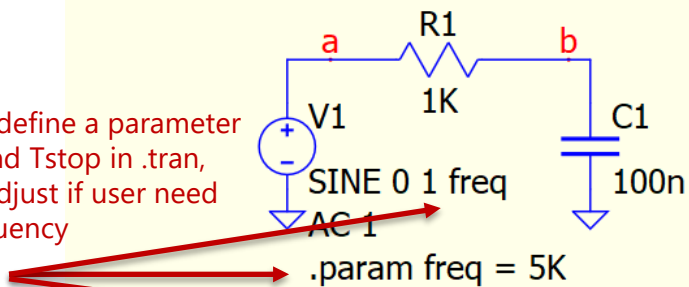 R1
a
b
1K
define a parameter
nd Tstop in .tran,
djust if user need
uency
V1
C1
SINE 0 1 freq
100n
AC 1
.param freq = 5K